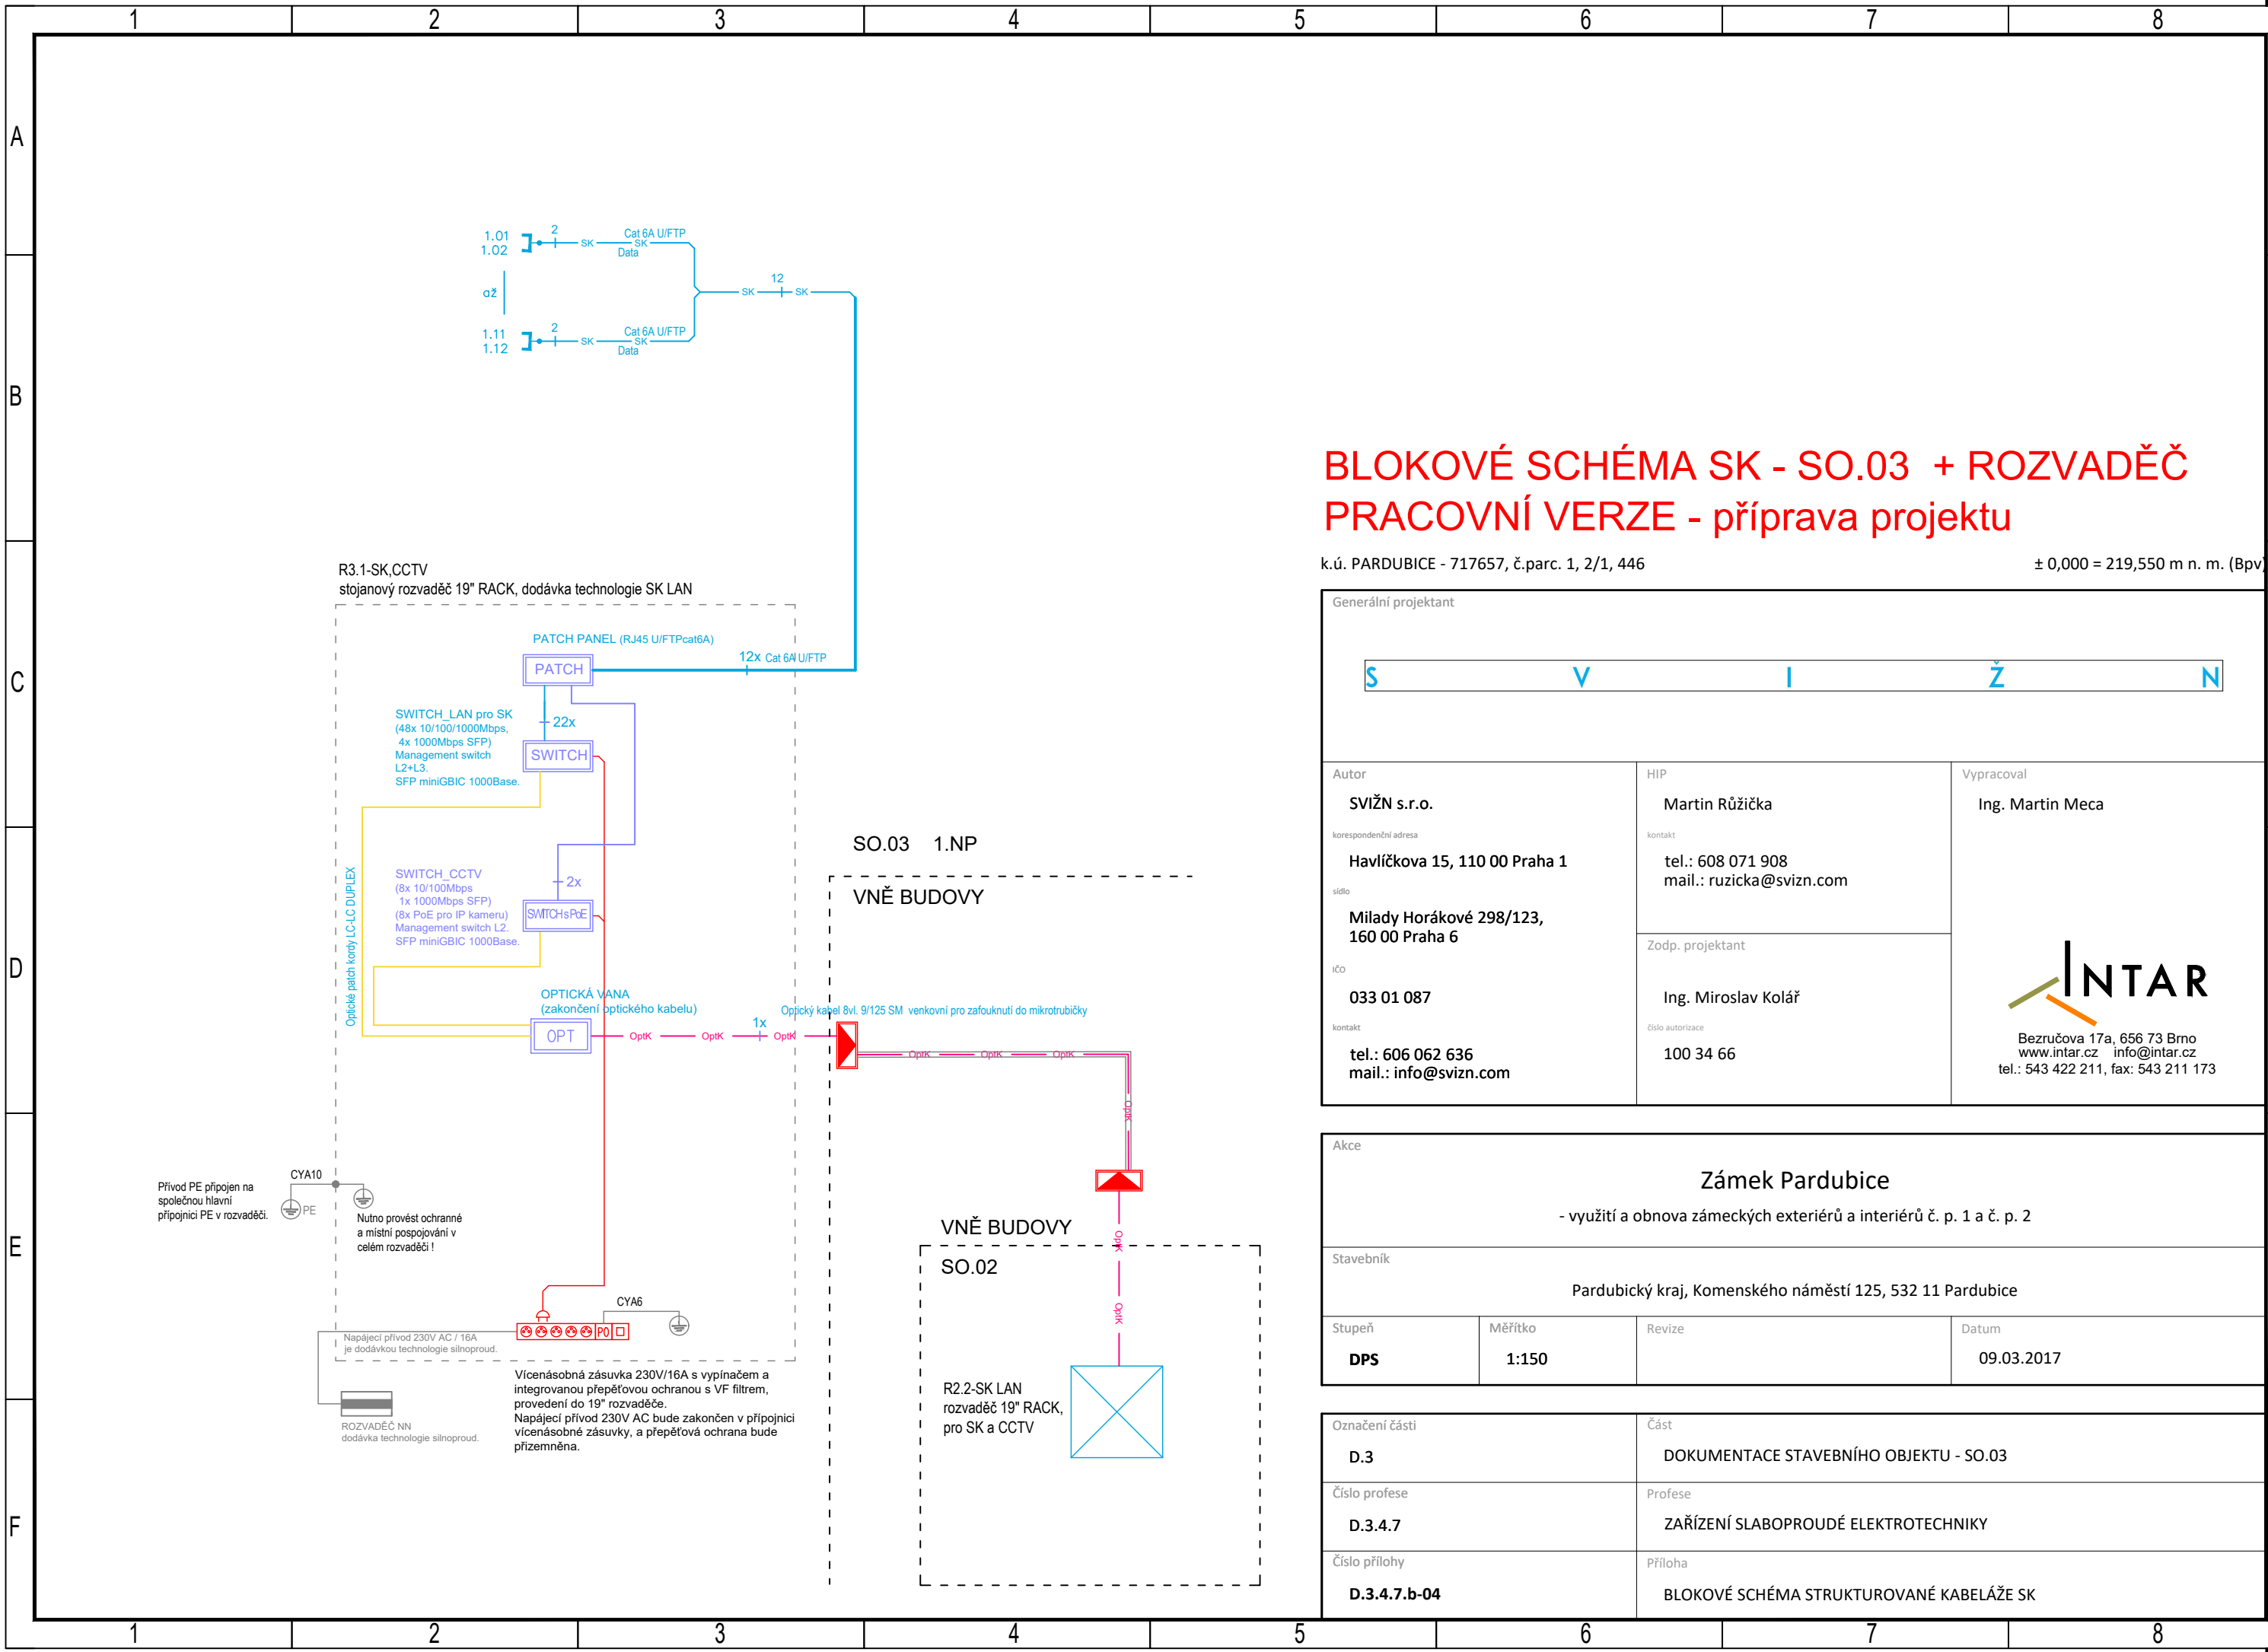 1 2 3 4 5 6 7 8
A
B
C
D
E
F
1.01
1.02
2
SK
Cat 6A U/FTP
SK
Data
až
12
SK
SK
1.11
1.12
2
SK
Cat 6A U/FTP
SK
Data
R3.1-SK,CCTV
stojanový rozvaděč 19" RACK, dodávka technologie SK LAN
PATCH PANEL (RJ45 U/FTPcat6A)
PATCH
12x Cat 6A U/FTP
SWITCH_LAN pro SK
(48x 10/100/1000Mbps,
4x 1000Mbps SFP)
Management switch
L2+L3.
SFP miniGBIC 1000Base.
22x
SWITCH
SWITCH_CCTV
(8x 10/100Mbps
1x 1000Mbps SFP)
(8x PoE pro IP kameru)
Management switch L2.
SFP miniGBIC 1000Base.
2x
SWITCHsPoE
Optické patch kordy LC-LC DUPLEX
OPTICKÁ VANA
(zakončení optického kabelu)
OPT
OptK
OptK
1x
OptK
Optický kabel 8vl. 9/125 SM venkovní pro zafouknutí do mikrotrubičky
OptK
OptK
OptK
OptK
OptK
OptK
SO.03 1.NP
VNĚ BUDOVY
VNĚ BUDOVY
SO.02
R2.2-SK LAN
rozvaděč 19" RACK,
pro SK a CCTV
Přívod PE připojen na
společnou hlavní
přípojnici PE v rozvaděči.
CYA10
PE
Nutno provést ochranné
a místní pospojování v
celém rozvaděči !
CYA6
PO
Napájecí přívod 230V AC / 16A
je dodávkou technologie silnoproud.
ROZVADĚČ NN
dodávka technologie silnoproud.
Vícenásobná zásuvka 230V/16A s vypínačem a
integrovanou přepěťovou ochranou s VF filtrem,
provedení do 19" rozvaděče.
Napájecí přívod 230V AC bude zakončen v přípojnici
vícenásobné zásuvky, a přepěťová ochrana bude
přizemněna.
BLOKOVÉ SCHÉMA SK - SO.03 + ROZVADĚČ
PRACOVNÍ VERZE - příprava projektu
k.ú. PARDUBICE - 717657, č.parc. 1, 2/1, 446
± 0,000 = 219,550 m n. m. (Bpv)
Generální projektant
S V I Ž N
Autor
SVIŽN s.r.o.
korespondenční adresa
Havlíčkova 15, 110 00 Praha 1
sídlo
Milady Horákové 298/123,
160 00 Praha 6
IČO
033 01 087
kontakt
tel.: 606 062 636
mail.: info@svizn.com
HIP
Martin Růžička
kontakt
tel.: 608 071 908
mail.: ruzicka@svizn.com
Zodp. projektant
Ing. Miroslav Kolář
číslo autorizace
100 34 66
Vypracoval
Ing. Martin Meca
INTAR
Bezručova 17a, 656 73 Brno
www.intar.cz info@intar.cz
tel.: 543 422 211, fax: 543 211 173
Akce
Zámek Pardubice
- využití a obnova zámeckých exteriérů a interiérů č. p. 1 a č. p. 2
Stavebník
Pardubický kraj, Komenského náměstí 125, 532 11 Pardubice
Stupeň
DPS
Měřítko
1:150
Revize
Datum
09.03.2017
Označení části
D.3
Část
DOKUMENTACE STAVEBNÍHO OBJEKTU - SO.03
Číslo profese
D.3.4.7
Profese
ZAŘÍZENÍ SLABOPROUDÉ ELEKTROTECHNIKY
Číslo přílohy
D.3.4.7.b-04
Příloha
BLOKOVÉ SCHÉMA STRUKTUROVANÉ KABELÁŽE SK
1 2 3 4 5 6 7 8